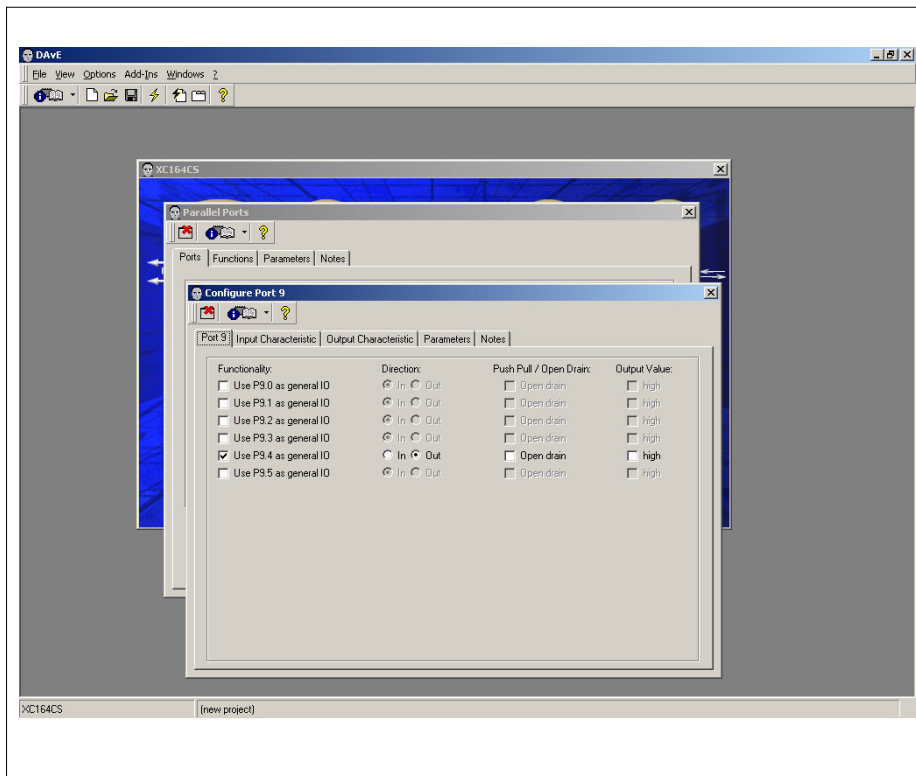 DAvE
File View Options Add-Ins Windows ?
XC164CS
Parallel Ports
Ports Functions Parameters Notes
Configure Port 9
Port 9 Input Characteristic Output Characteristic Parameters Notes
Functionality: Direction: Push Pull / Open Drain: Output Value:
Use P9.0 as general IO In Out Open drain high
Use P9.1 as general IO In Out Open drain high
Use P9.2 as general IO In Out Open drain high
Use P9.3 as general IO In Out Open drain high
Use P9.4 as general IO In Out Open drain high
Use P9.5 as general IO In Out Open drain high
XC164CS (new project)